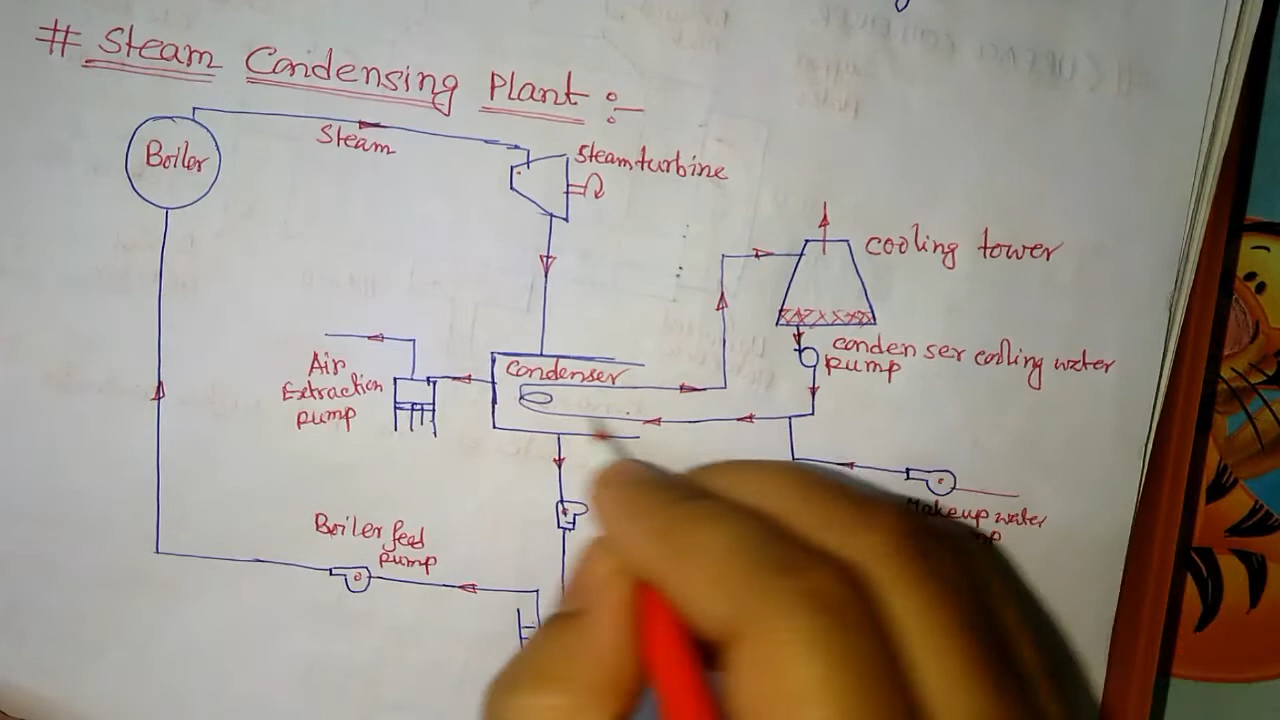 # Steam Condensing Plant :-
Boiler
Steam
Steam turbine
cooling tower
condenser cooling water
pump
Condenser
Air
Extraction
pump
Makeup water
Boiler feed
pump